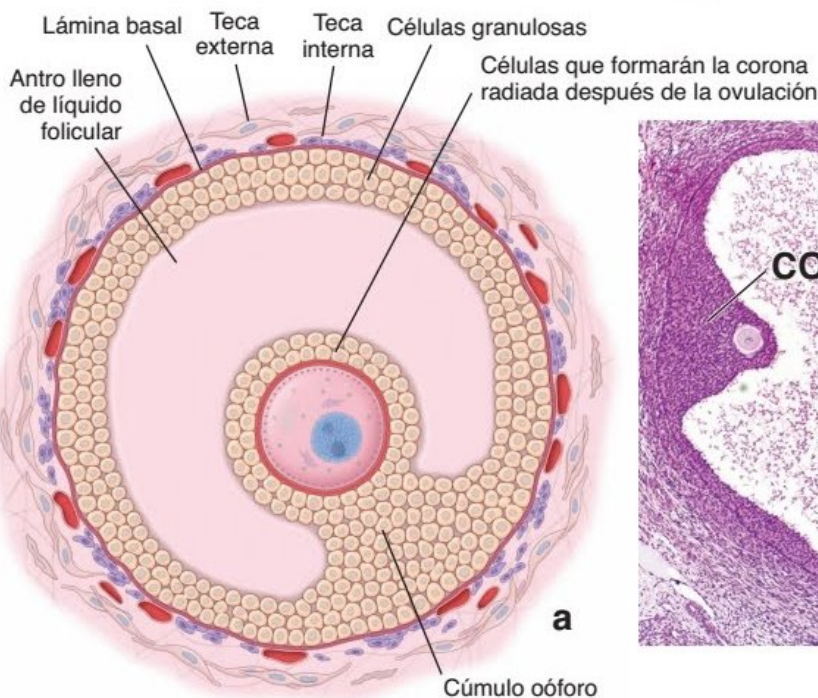 Lámina basal
Teca
externa
Teca
interna
Células granulosas
Antro lleno
de líquido
folicular
Células que formarán la corona
radiada después de la ovulación
CO
a
Cúmulo oóforo